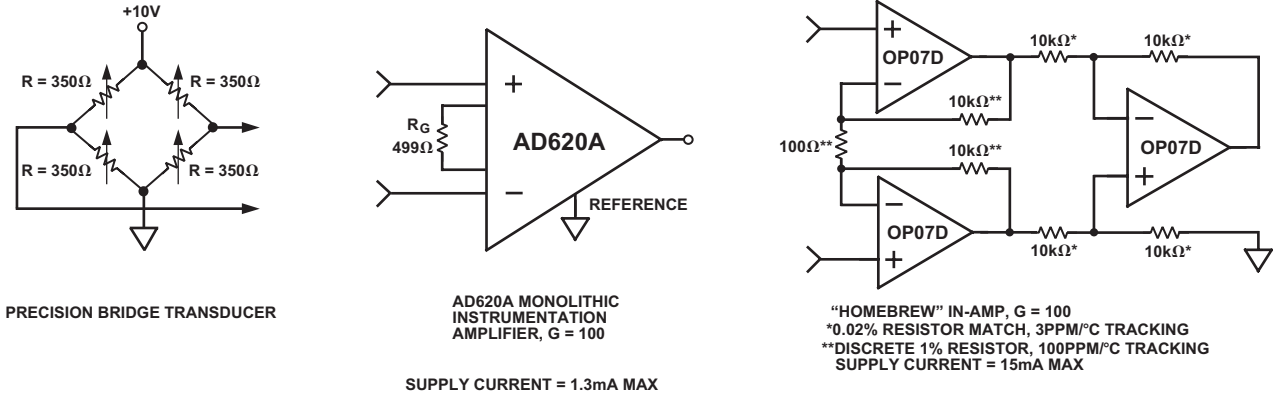 +10V
R = 350Ω
R = 350Ω
R = 350Ω
R = 350Ω
PRECISION BRIDGE TRANSDUCER
+
RG
499Ω
AD620A
−
REFERENCE
AD620A MONOLITHIC
INSTRUMENTATION
AMPLIFIER, G = 100
SUPPLY CURRENT = 1.3mA MAX
+
OP07D
−
10kΩ*
10kΩ*
10kΩ**
100Ω**
10kΩ**
−
OP07D
+
−
OP07D
+
10kΩ*
10kΩ*
“HOMEBREW” IN-AMP, G = 100
*0.02% RESISTOR MATCH, 3PPM/°C TRACKING
**DISCRETE 1% RESISTOR, 100PPM/°C TRACKING
SUPPLY CURRENT = 15mA MAX